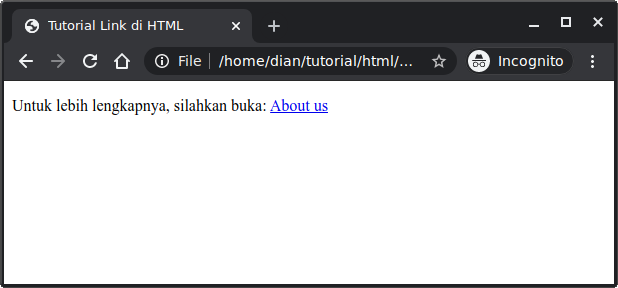 Tutorial Link di HTML
File /home/dian/tutorial/html/... Incognito
Untuk lebih lengkapnya, silahkan buka: About us